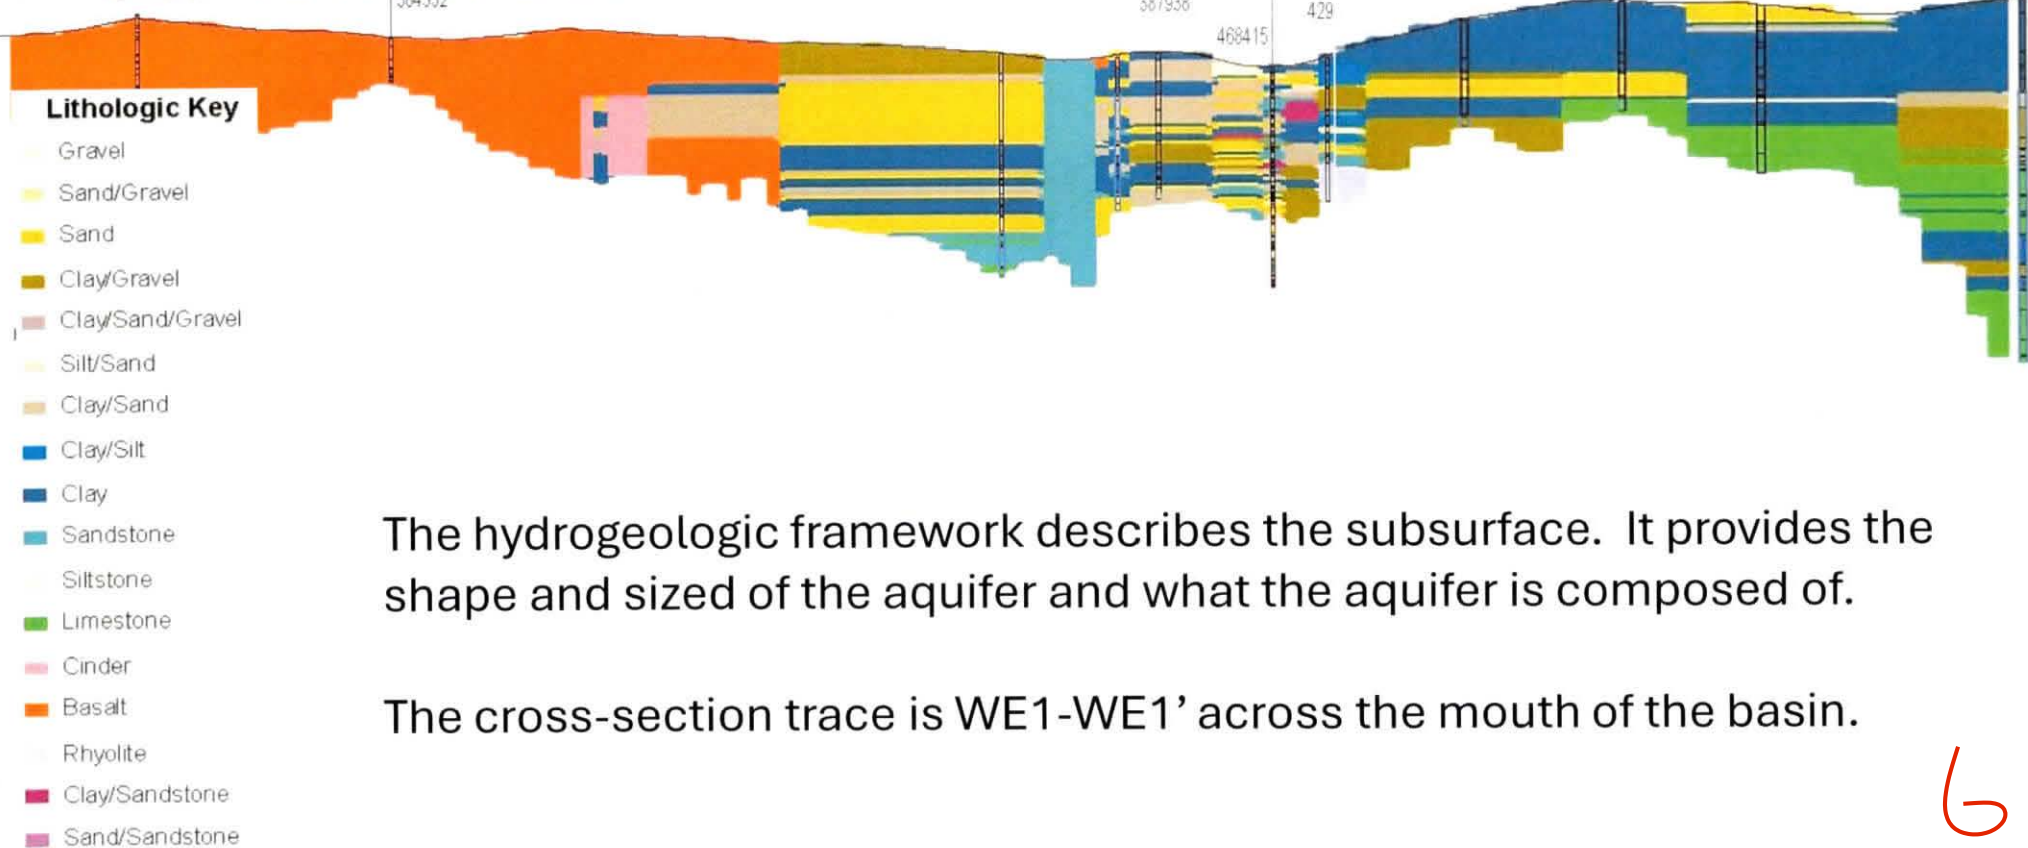 387938
429
468415
Lithologic Key
Gravel
Sand/Gravel
Sand
Clay/Gravel
Clay/Sand/Gravel
Silt/Sand
Clay/Sand
Clay/Silt
Clay
Sandstone
Siltstone
Limestone
Cinder
Basalt
Rhyolite
Clay/Sandstone
Sand/Sandstone
The hydrogeologic framework describes the subsurface. It provides the
shape and sized of the aquifer and what the aquifer is composed of.
The cross-section trace is WE1-WE1’ across the mouth of the basin.
6